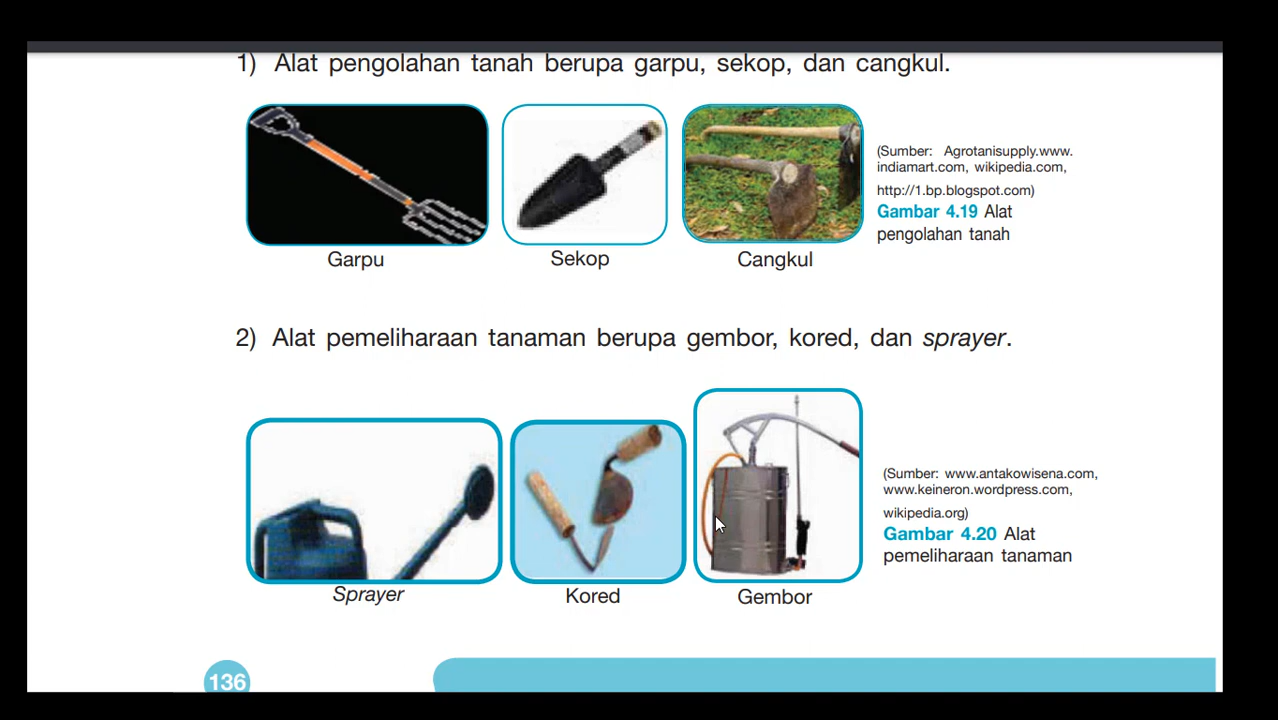 1) Alat pengolahan tanah berupa garpu, sekop, dan cangkul.
(Sumber: Agrotanisupply.www.
indiamart.com, wikipedia.com,
http://1.bp.blogspot.com)
Gambar 4.19 Alat
pengolahan tanah
Garpu
Sekop
Cangkul
2) Alat pemeliharaan tanaman berupa gembor, kored, dan sprayer.
(Sumber: www.antakowisena.com,
www.keineron.wordpress.com,
wikipedia.org)
Gambar 4.20 Alat
pemeliharaan tanaman
Sprayer
Kored
Gembor
136